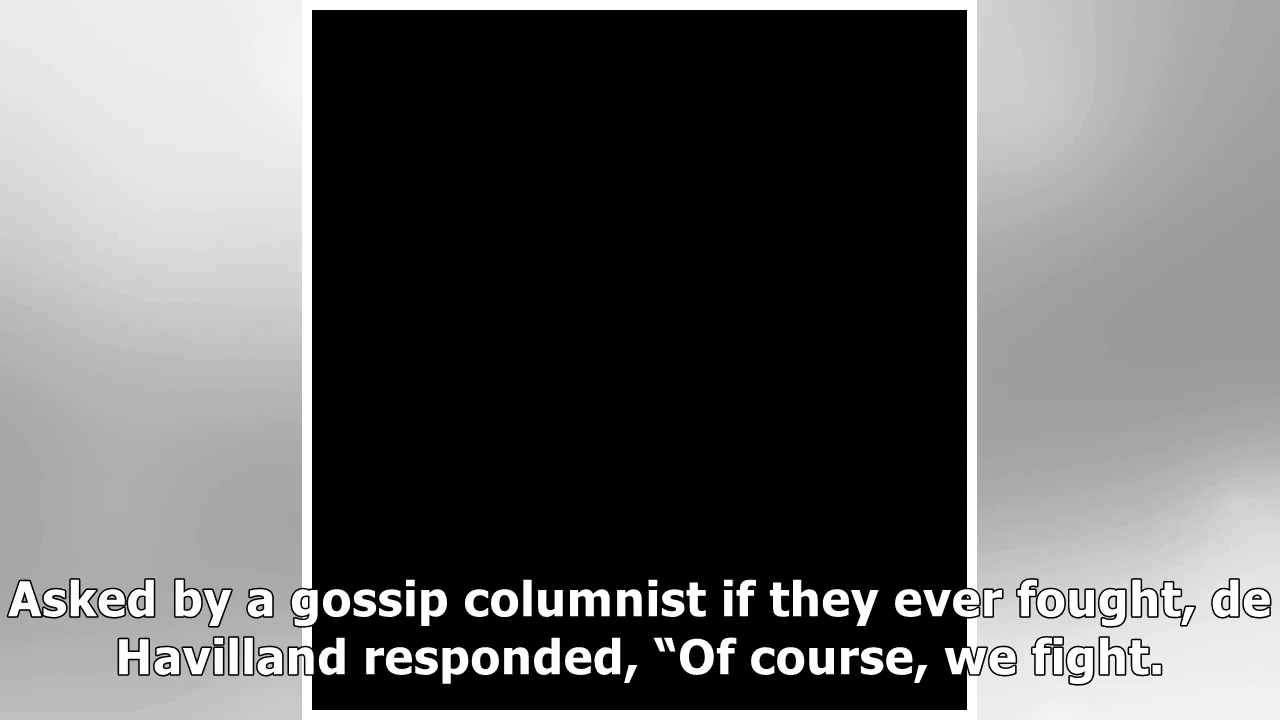 Asked by a gossip columnist if they ever fought, de
Havilland responded, “Of course, we fight.